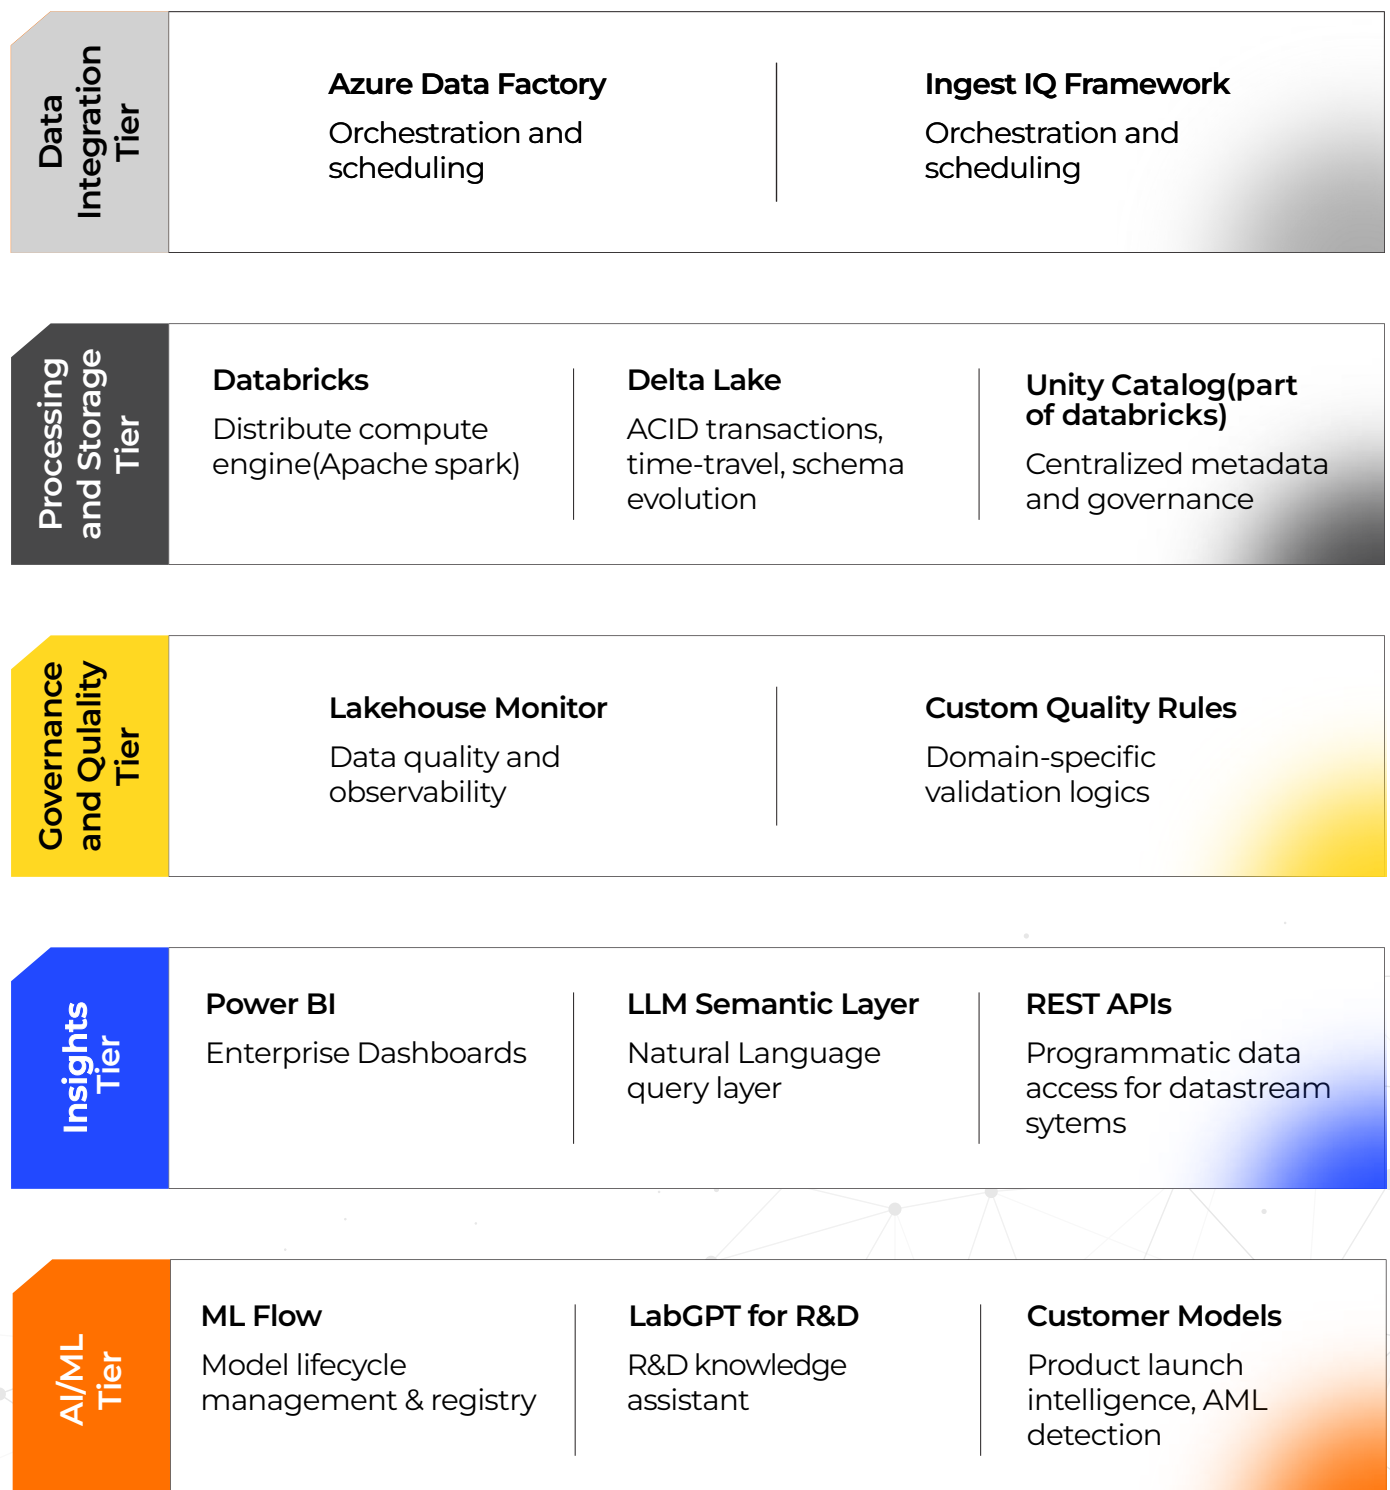 Data
Integration
Tier
Azure Data Factory
Orchestration and
scheduling
Ingest IQ Framework
Orchestration and
scheduling
Processing
and Storage
Tier
Databricks
Distribute compute
engine(Apache spark)
Delta Lake
ACID transactions,
time-travel, schema
evolution
Unity Catalog(part
of databricks)
Centralized metadata
and governance
Governance
and Qulality
Tier
Lakehouse Monitor
Data quality and
observability
Custom Quality Rules
Domain-specific
validation logics
Insights
Tier
Power BI
Enterprise Dashboards
LLM Semantic Layer
Natural Language
query layer
REST APIs
Programmatic data
access for datastream
sytems
AI/ML
Tier
ML Flow
Model lifecycle
management & registry
LabGPT for R&D
R&D knowledge
assistant
Customer Models
Product launch
intelligence, AML
detection